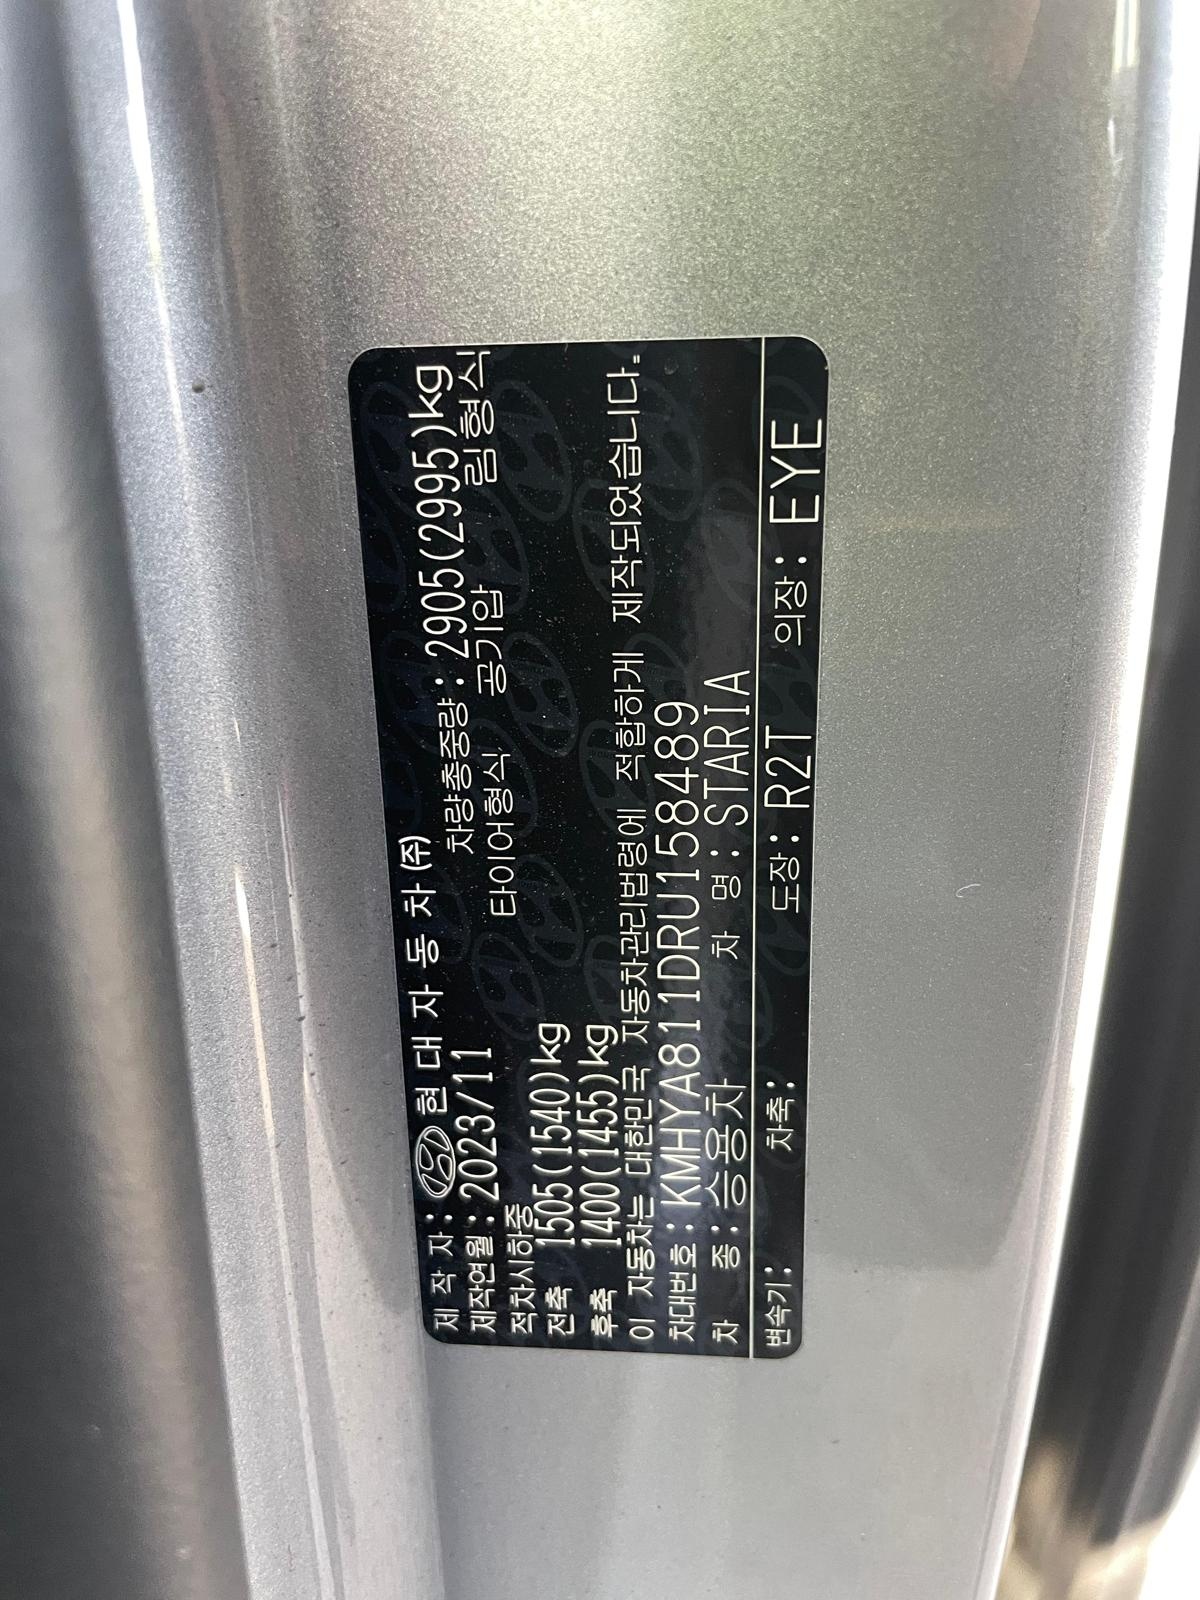 제 작 자: 현 대 자 동 차 ㈜
제작연월: 2023/11 차량총중량: 2905(2995)kg
적차시하중 타이어형식 공기압 림형식
전축 1505(1540)kg
후축 1400(1455)kg
이 자동차는 대한민국 자동차관리법령에 적합하게 제작되었습니다.
차대번호: KMHYA811DRU158489
차 종: 승용차 차 명: STARIA
변속기: 차축: 도장: R2T 의장: EYE